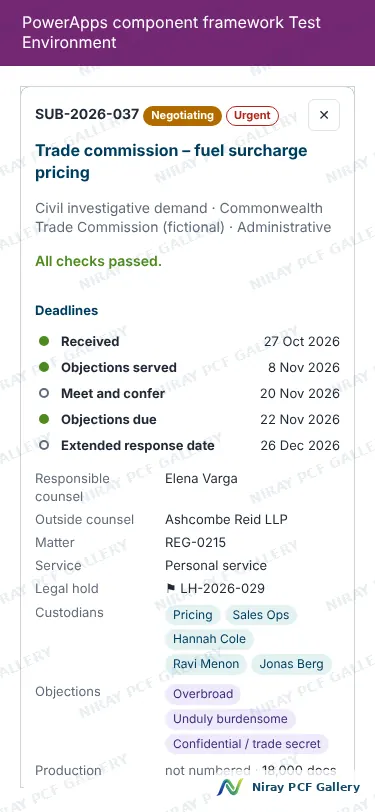 PowerApps component framework Test
Environment
SUB-2026-037 Negotiating Urgent ✕
Trade commission – fuel surcharge
pricing
Civil investigative demand · Commonwealth
Trade Commission (fictional) · Administrative
All checks passed.
Deadlines
Received 27 Oct 2026
Objections served 8 Nov 2026
Meet and confer 20 Nov 2026
Objections due 22 Nov 2026
Extended response date 26 Dec 2026
Responsible counsel Elena Varga
Outside counsel Ashcombe Reid LLP
Matter REG-0215
Service Personal service
Legal hold ⚑ LH-2026-029
Custodians Pricing Sales Ops
Hannah Cole
Ravi Menon Jonas Berg
Objections Overbroad
Unduly burdensome
Confidential / trade secret
Production not numbered · 18,000 docs
Niray PCF Gallery
NIRAY PCF GALLERY